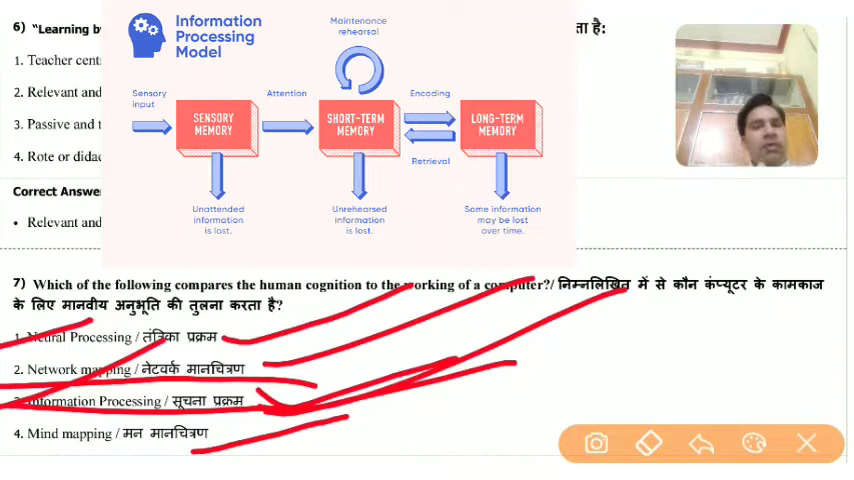 6) "Learning b
ता है:
1. Teacher cent
2. Relevant and
3. Passive and t
4. Rote or didac
Correct Answe
• Relevant and
Information
Processing
Model
Maintenance
rehearsal
Sensory
input
Attention
Encoding
SENSORY
MEMORY
SHORT-TERM
MEMORY
LONG-TERM
MEMORY
Retrieval
Unattended
information
is lost.
Unrehearsed
information
is lost.
Some information
may be lost
over time.
7) Which of the following compares the human cognition to the working of a computer?/ निम्नलिखित में से कौन कंप्यूटर के कामकाज
के लिए मानवीय अनुभूति की तुलना करता है?
1. Neural Processing / तंत्रिका प्रक्रम
2. Network mapping / नेटवर्क मानचित्रण
3. Information Processing / सूचना प्रक्रम
4. Mind mapping / मन मानचित्रण